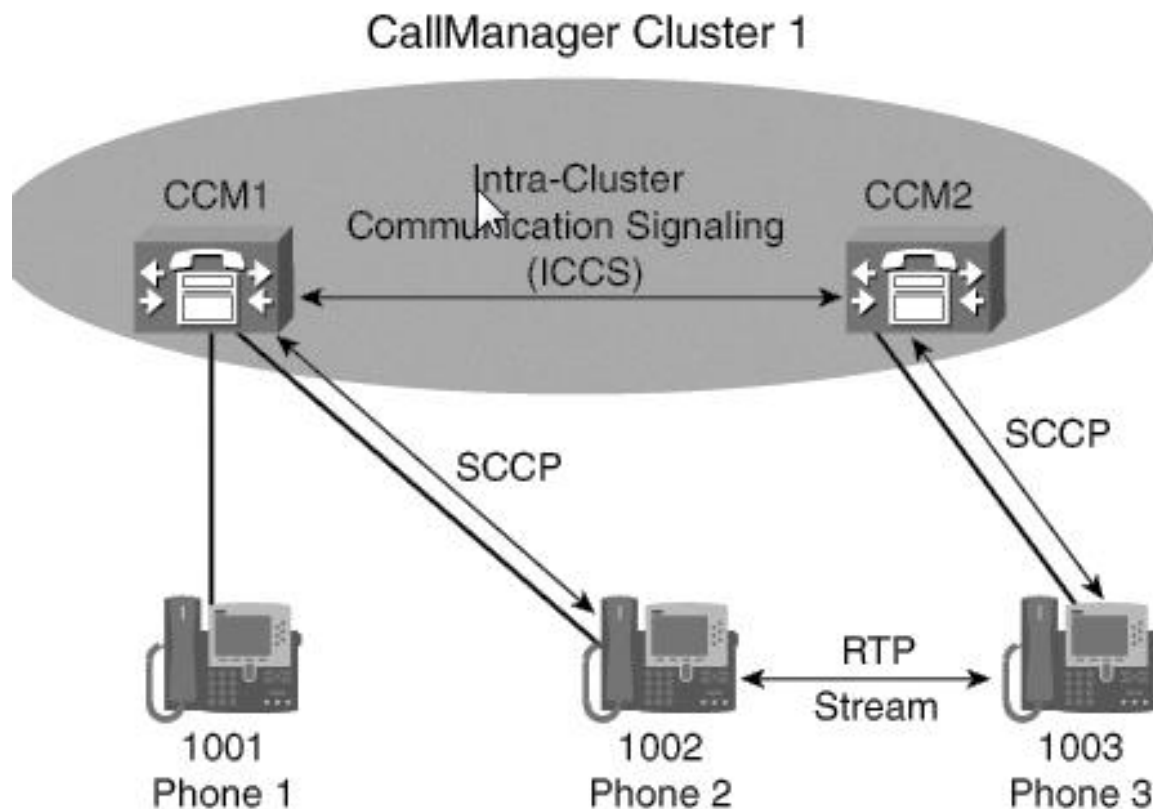 CallManager Cluster 1
CCM1
Intra-Cluster
Communication Signaling
(ICCS)
CCM2
SCCP
SCCP
RTP
Stream
1001
Phone 1
1002
Phone 2
1003
Phone 3